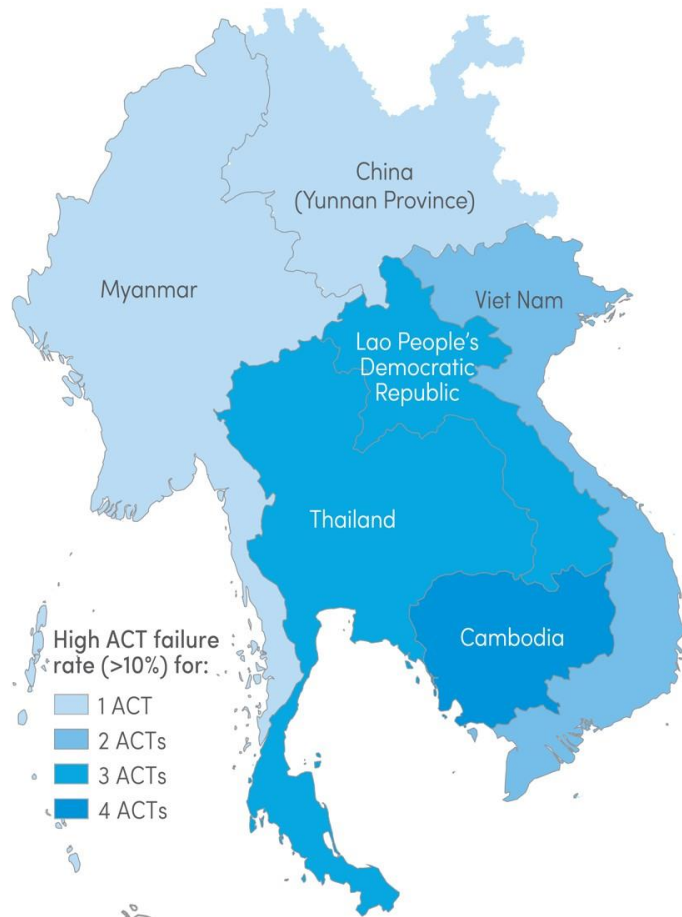 China
(Yunnan Province)
Myanmar
Viet Nam
Lao People's
Democratic
Republic
Thailand
Cambodia
High ACT failure
rate (>10%) for:
1 ACT
2 ACTs
3 ACTs
4 ACTs